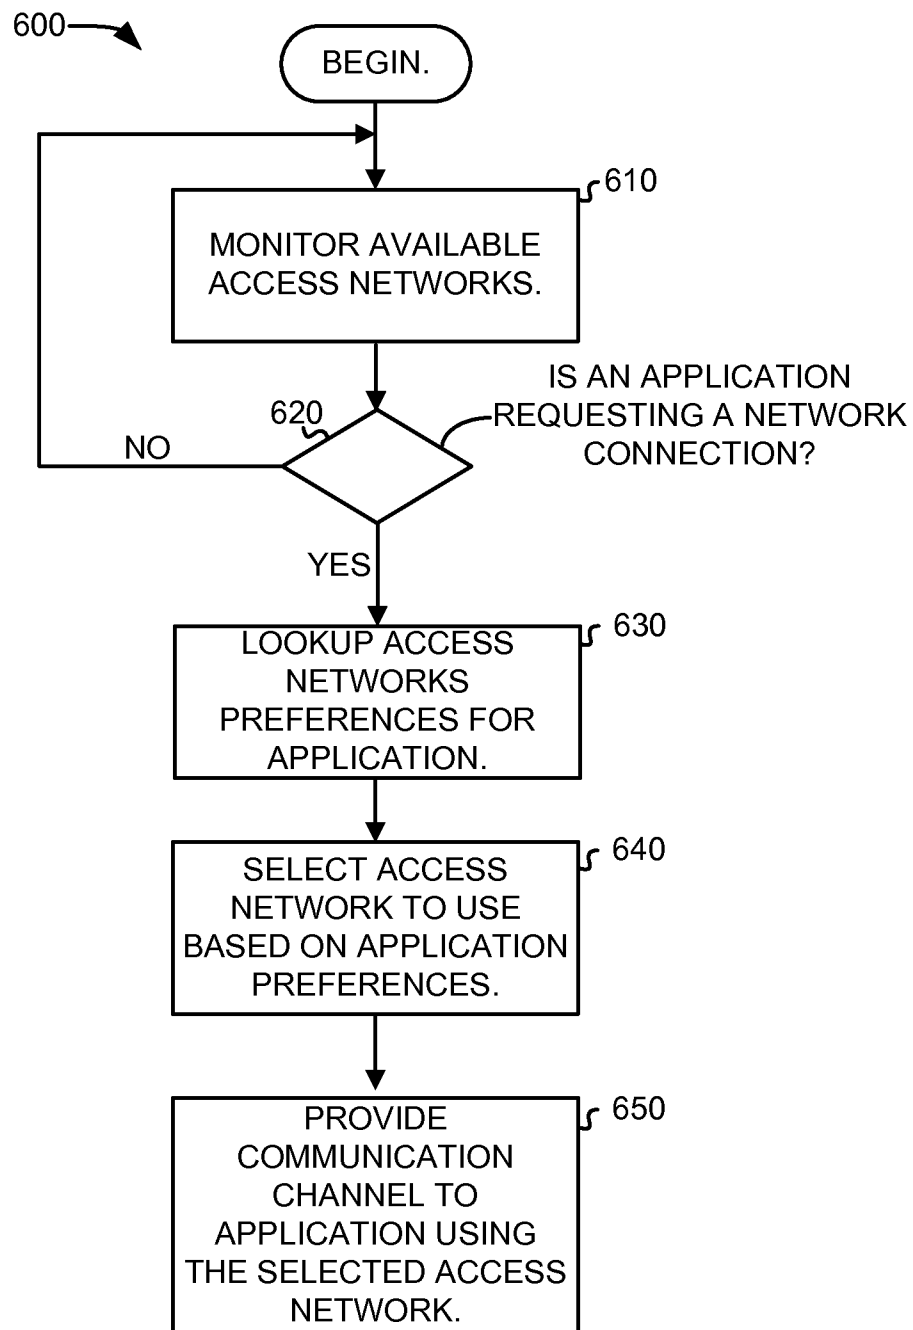 600
BEGIN.
610
MONITOR AVAILABLE
ACCESS NETWORKS.
IS AN APPLICATION
REQUESTING A NETWORK
CONNECTION?
620
NO
YES
630
LOOKUP ACCESS
NETWORKS
PREFERENCES FOR
APPLICATION.
640
SELECT ACCESS
NETWORK TO USE
BASED ON APPLICATION
PREFERENCES.
650
PROVIDE
COMMUNICATION
CHANNEL TO
APPLICATION USING
THE SELECTED ACCESS
NETWORK.